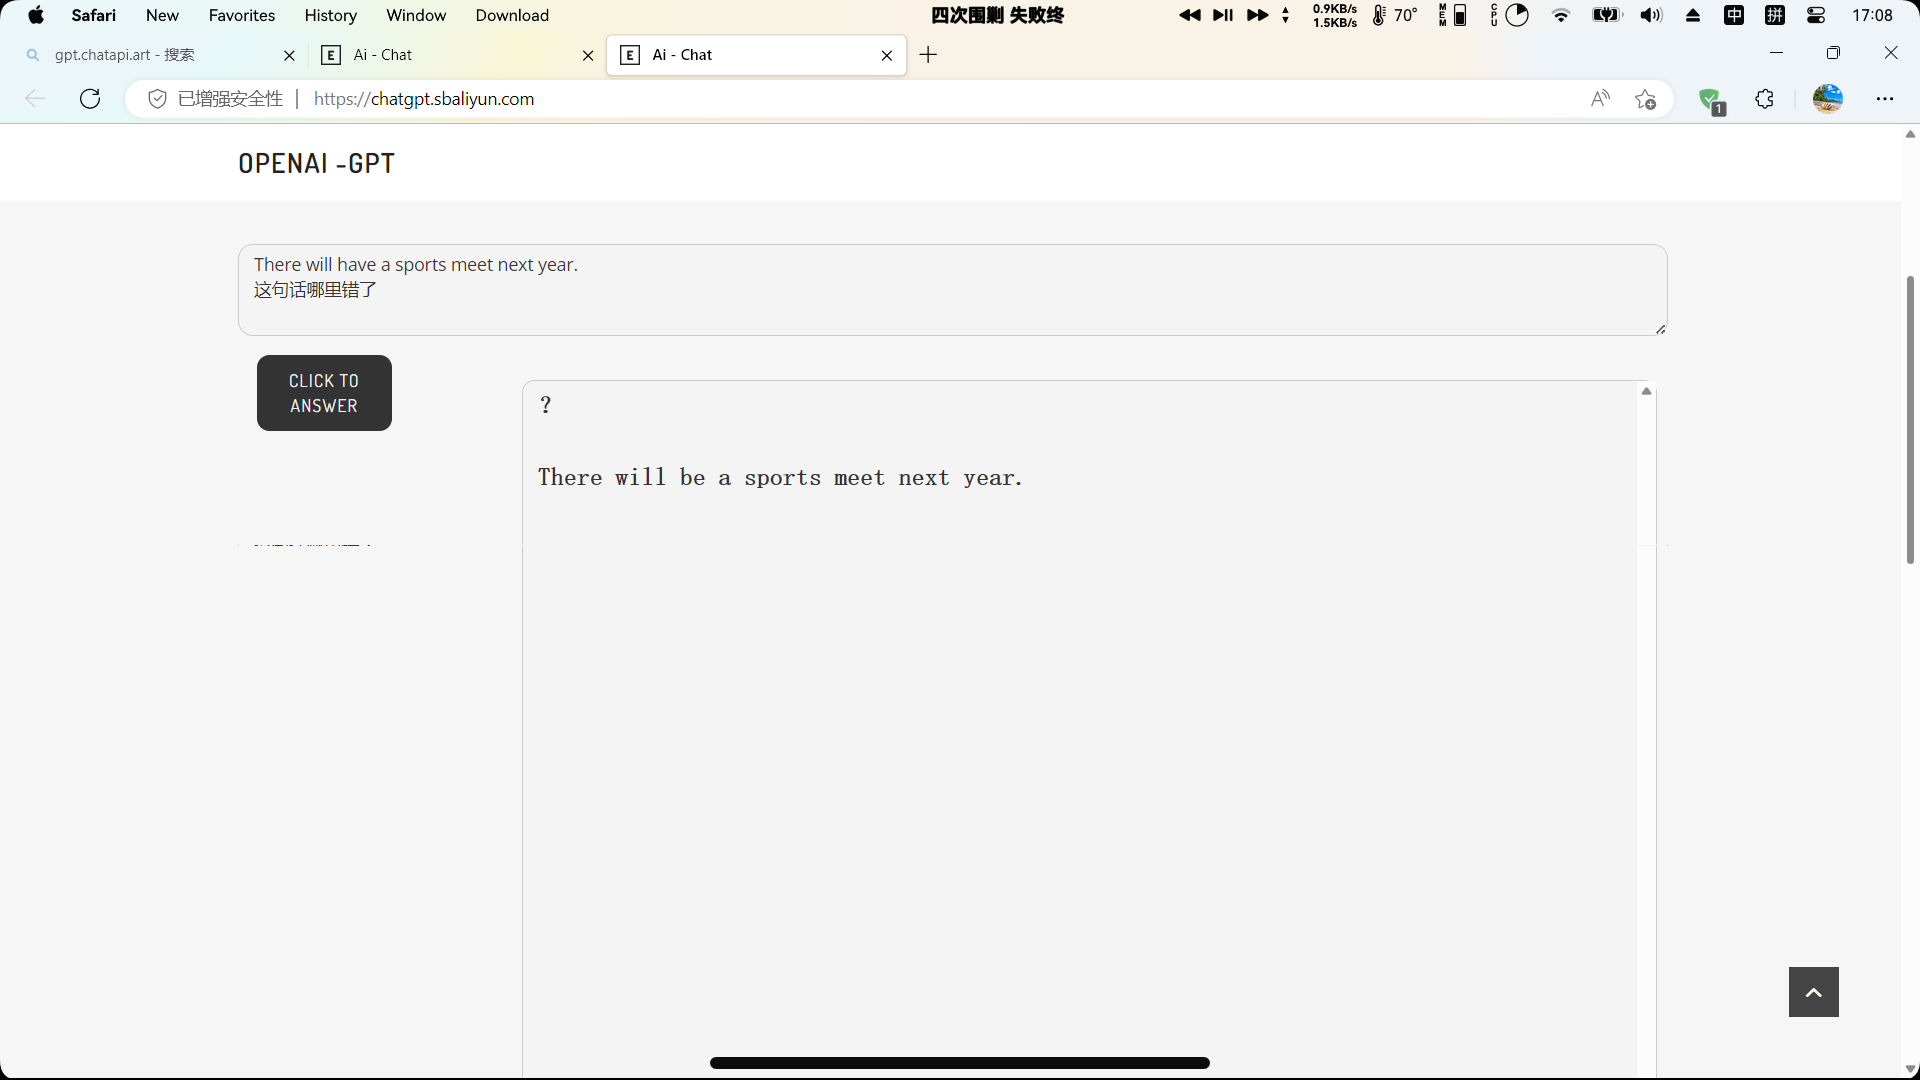 Safari New Favorites History Window Download 四次围剿 失败终 0.9KB/s 70° MEM CPU 中 拼 17:08
1.5KB/s
gpt.chatapi.art - 搜索 E Ai - Chat E Ai - Chat
已增强安全性 https://chatgpt.sbaliyun.com 1
OPENAI -GPT
There will have a sports meet next year.
这句话哪里错了
CLICK TO
ANSWER
?
There will be a sports meet next year.